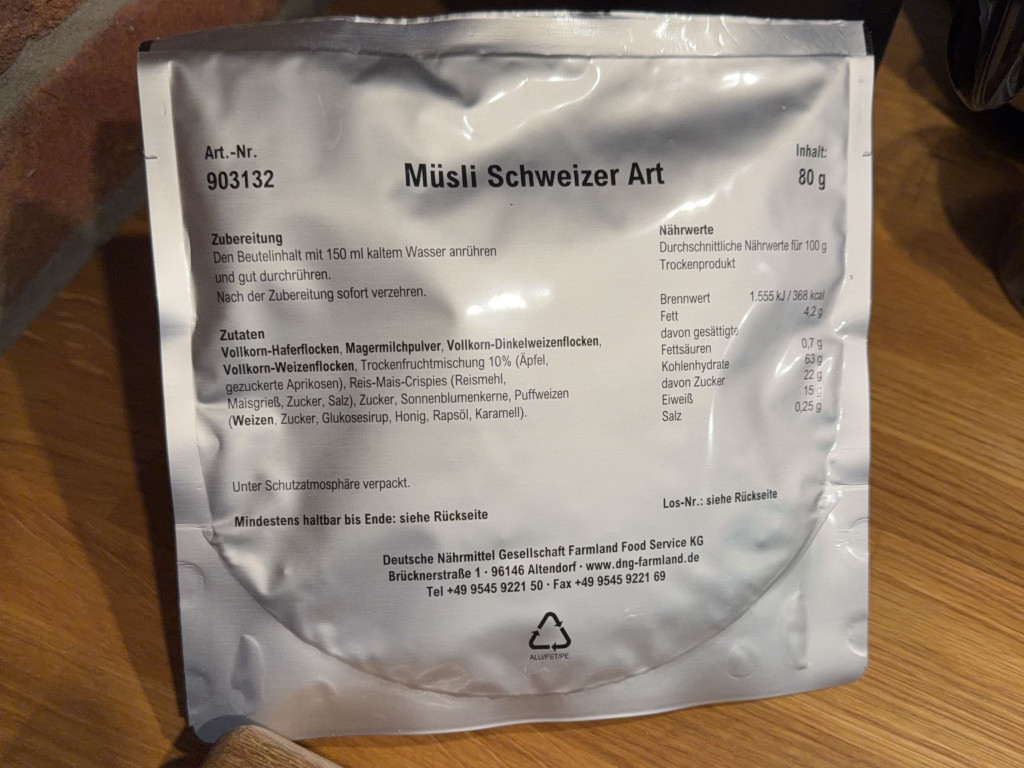 Art.-Nr.
903132
Müsli Schweizer Art
Inhalt:
80 g
Zubereitung
Den Beutelinhalt mit 150 ml kaltem Wasser anrühren
und gut durchrühren.
Nach der Zubereitung sofort verzehren.
Zutaten
Vollkorn-Haferflocken, Magermilchpulver, Vollkorn-Dinkelweizenflocken,
Vollkorn-Weizenflocken, Trockenfruchtmischung 10% (Äpfel,
gezuckerte Aprikosen), Reis-Mais-Crispies (Reismehl,
Maisgrieß, Zucker, Salz), Zucker, Sonnenblumenkerne, Puffweizen
(Weizen, Zucker, Glukosesirup, Honig, Rapsöl, Karamell).
Nährwerte
Durchschnittliche Nährwerte für 100 g
Trockenprodukt
Brennwert 1.555 kJ / 368 kcal
Fett 4,2 g
davon gesättigte
Fettsäuren 0,7 g
Kohlenhydrate 63 g
davon Zucker 22 g
Eiweiß 15 g
Salz 0,25 g
Unter Schutzatmosphäre verpackt.
Mindestens haltbar bis Ende: siehe Rückseite
Los-Nr.: siehe Rückseite
Deutsche Nährmittel Gesellschaft Farmland Food Service KG
Brücknerstraße 1 · 96146 Altendorf · www.dng-farmland.de
Tel +49 9545 9221 50 · Fax +49 9545 9221 69
ALU/PET/PE